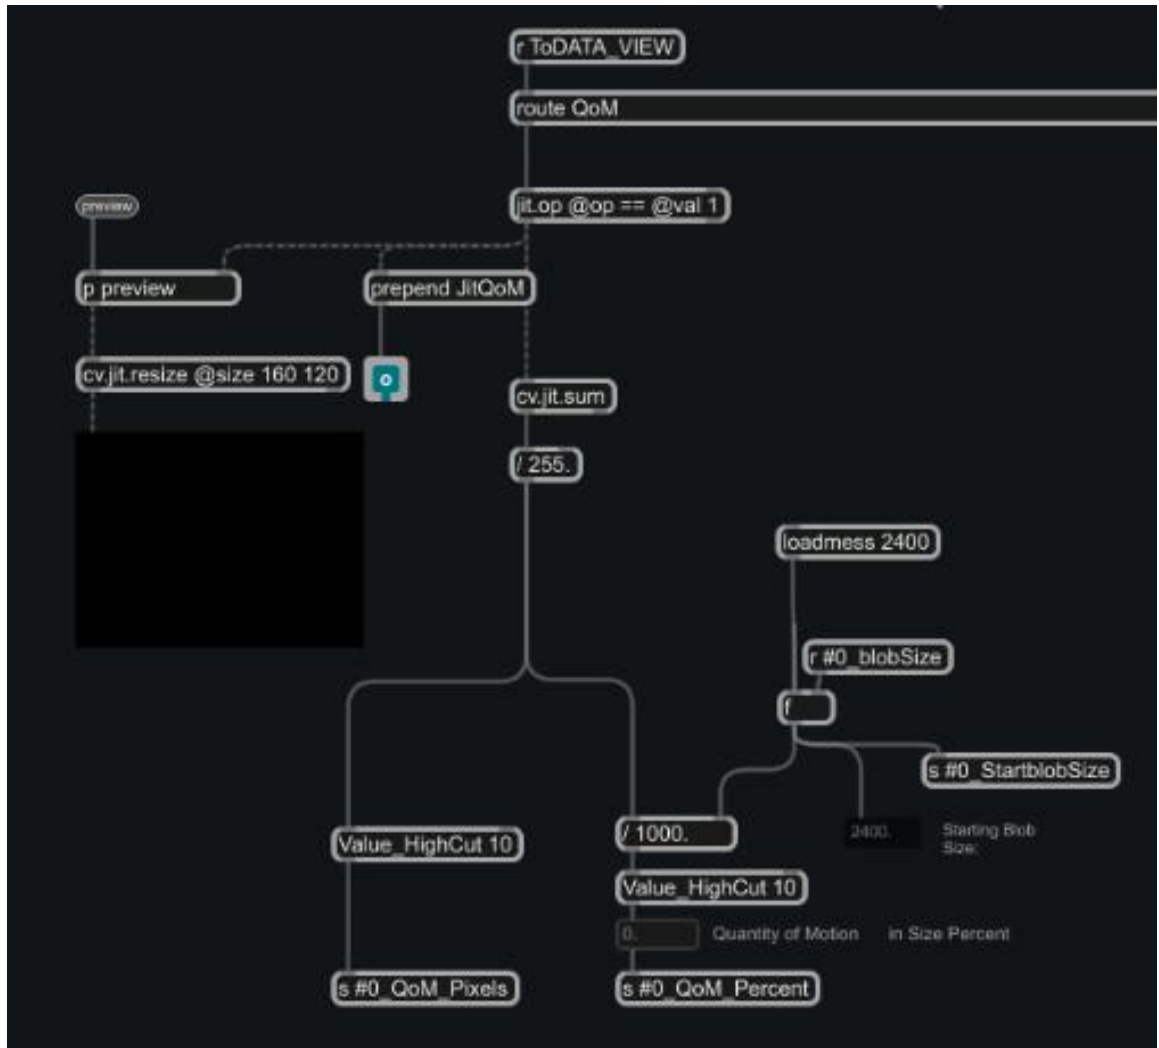 r ToDATA_VIEW
route QoM
jit.op @op == @val 1
preview
p preview
prepend JitQoM
cv.jit.resize @size 160 120
cv.jit.sum
/ 255.
loadmess 2400
r #0_blobSize
f
s #0_StartblobSize
/ 1000.
2400.
Starting Blob
Size:
Value_HighCut 10
Value_HighCut 10
0.
Quantity of Motion
in Size Percent
s #0_QoM_Pixels
s #0_QoM_Percent